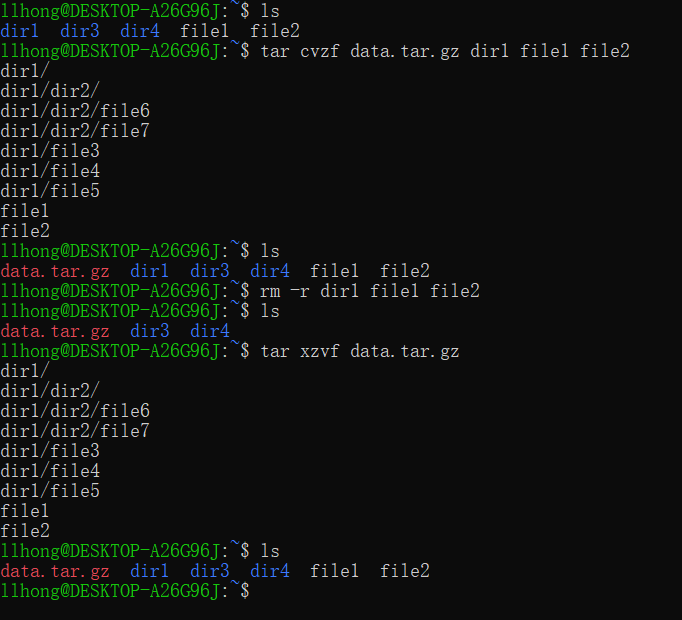 llhong@DESKTOP-A26G96J:~$ ls
dir1  dir3  dir4  file1  file2
llhong@DESKTOP-A26G96J:~$ tar cvzf data.tar.gz dir1 file1 file2
dir1/
dir1/dir2/
dir1/dir2/file6
dir1/dir2/file7
dir1/file3
dir1/file4
dir1/file5
file1
file2
llhong@DESKTOP-A26G96J:~$ ls
data.tar.gz  dir1  dir3  dir4  file1  file2
llhong@DESKTOP-A26G96J:~$ rm -r dir1 file1 file2
llhong@DESKTOP-A26G96J:~$ ls
data.tar.gz  dir3  dir4
llhong@DESKTOP-A26G96J:~$ tar xzvf data.tar.gz
dir1/
dir1/dir2/
dir1/dir2/file6
dir1/dir2/file7
dir1/file3
dir1/file4
dir1/file5
file1
file2
llhong@DESKTOP-A26G96J:~$ ls
data.tar.gz  dir1  dir3  dir4  file1  file2
llhong@DESKTOP-A26G96J:~$